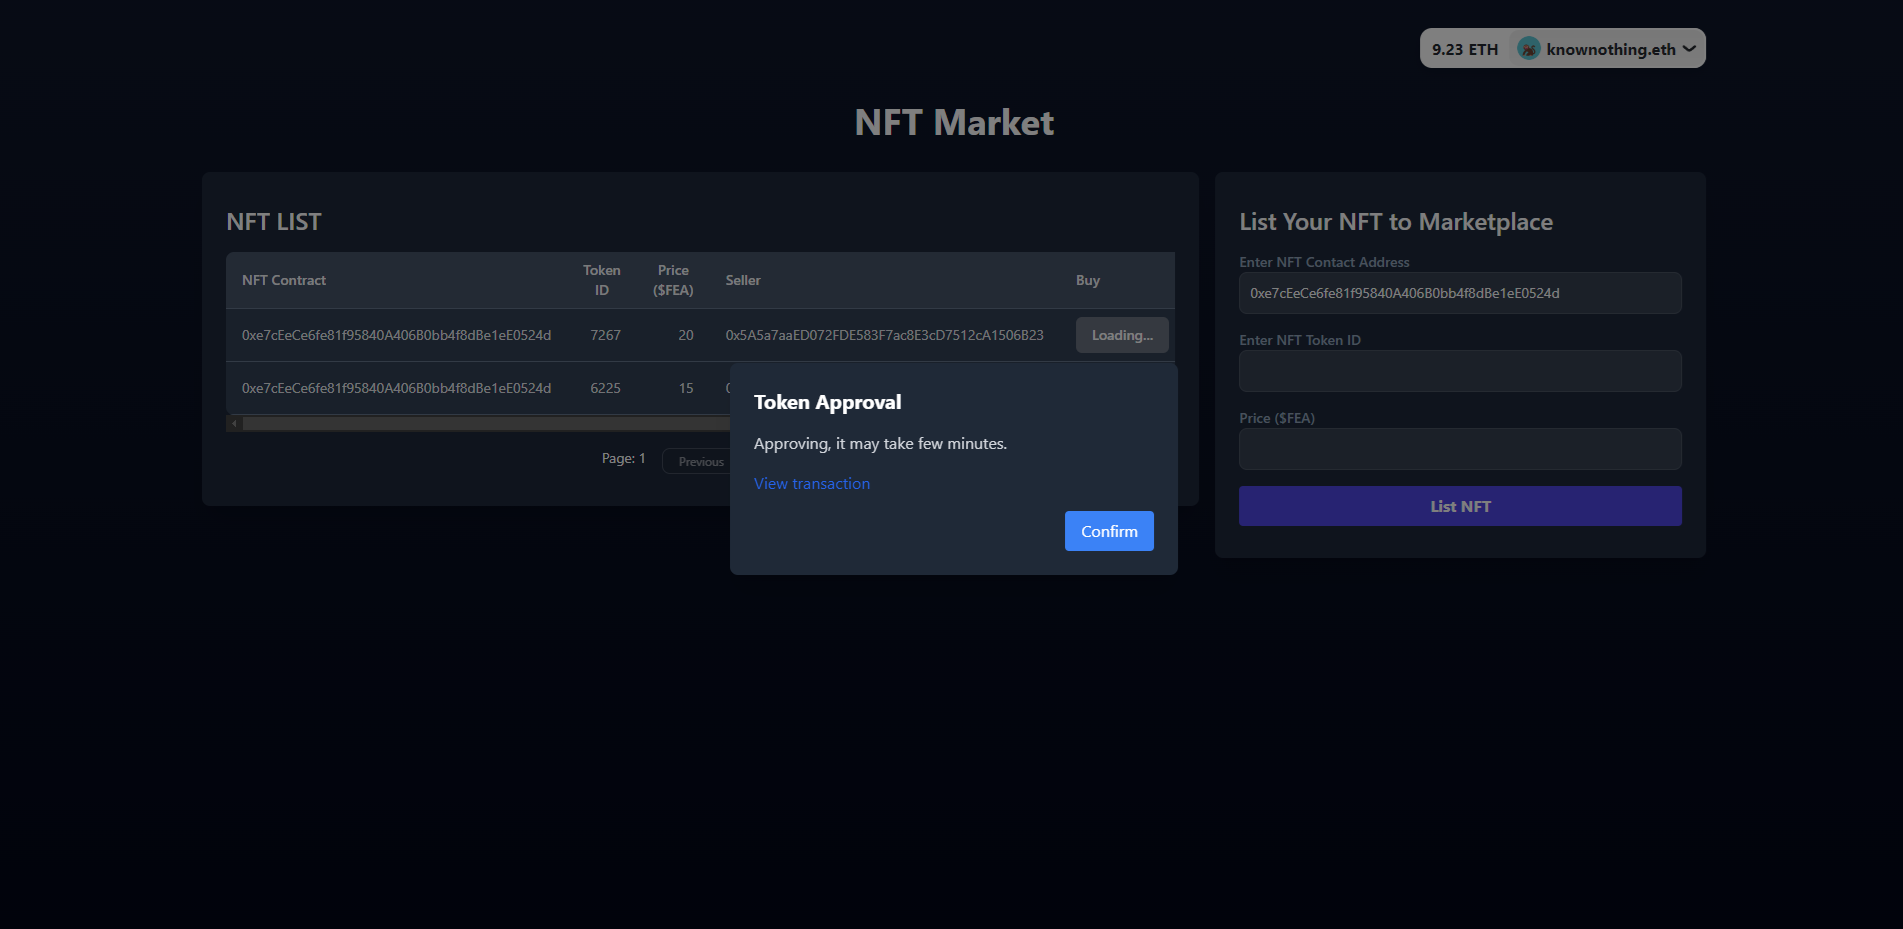 9.23 ETH knownothing.eth
NFT Market
NFT LIST
NFT Contract Token ID Price ($FEA) Seller Buy
0xe7cEeCe6fe81f95840A406B0bb4f8dBe1eE0524d 7267 20 0x5A5a7aaED072FDE583F7ac8E3cD7512cA1506B23 Loading...
0xe7cEeCe6fe81f95840A406B0bb4f8dBe1eE0524d 6225 15
Page: 1 Previous
Token Approval
Approving, it may take few minutes.
View transaction
Confirm
List Your NFT to Marketplace
Enter NFT Contact Address
0xe7cEeCe6fe81f95840A406B0bb4f8dBe1eE0524d
Enter NFT Token ID
Price ($FEA)
List NFT